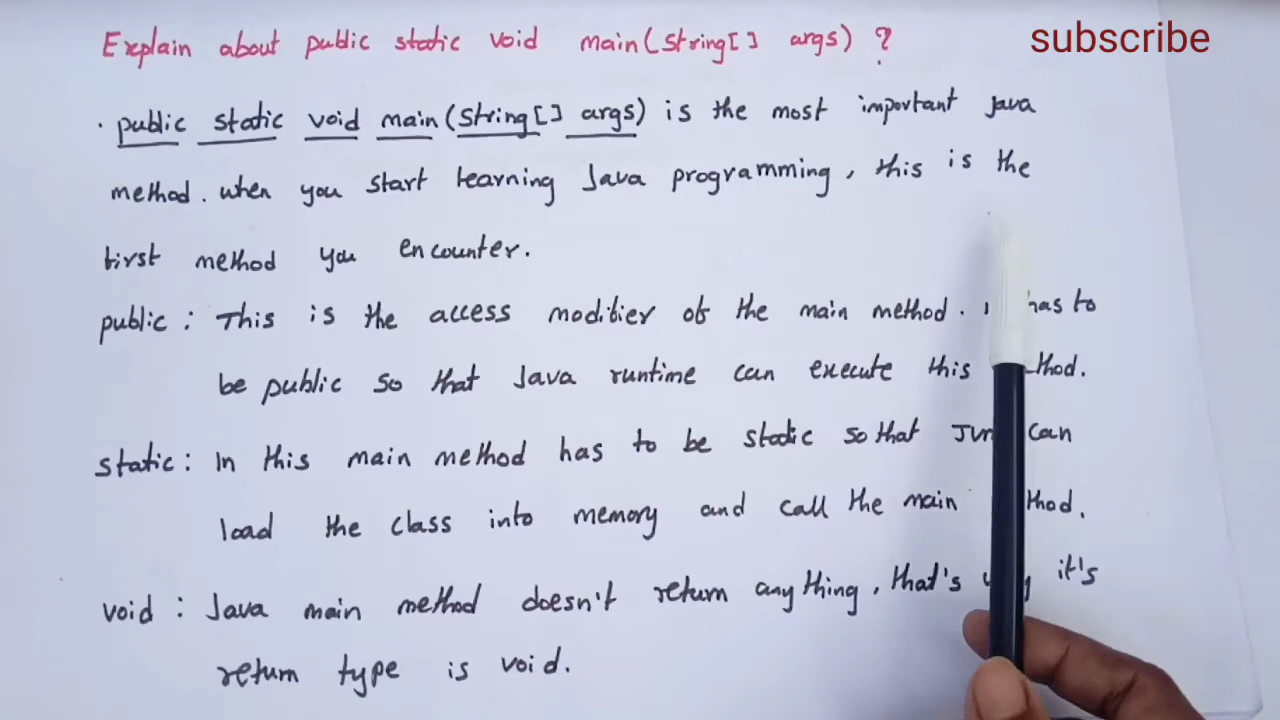 Explain about public static void main(String[] args) ?
subscribe
. public static void main(String[] args) is the most important Java
method. when you start learning Java programming, this is the
first method you encounter.
public : This is the access modifier of the main method. has to
be public so that Java runtime can execute this thod.
static : In this main method has to be static so that can
load the class into memory and call the main thod.
void : Java main method doesn't return anything, that's it's
return type is void.